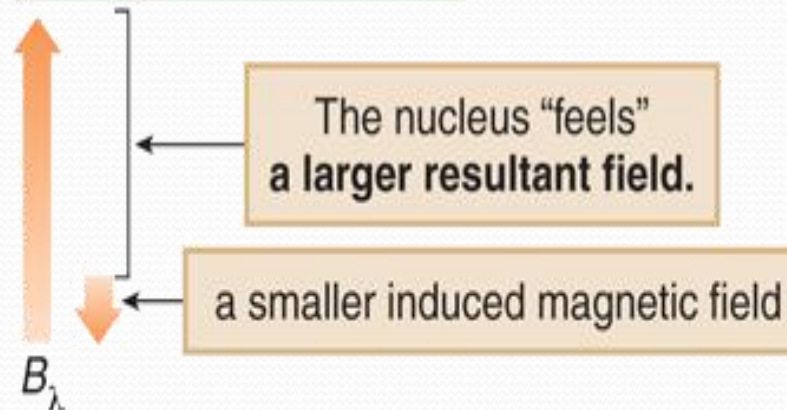 The nucleus “feels”
a larger resultant field.
a smaller induced magnetic field
B